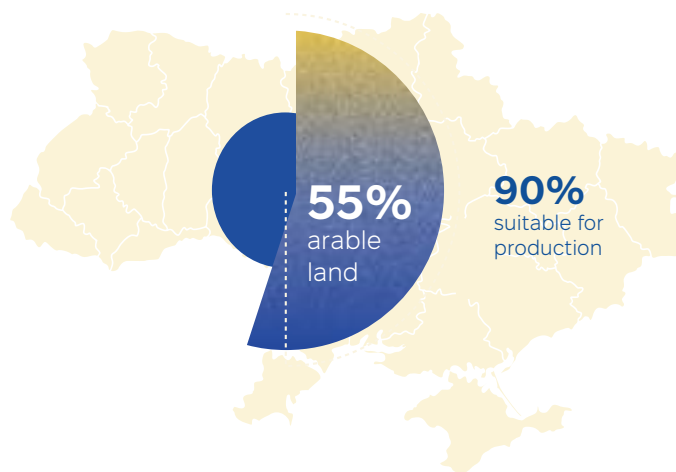 55%
arable
land
90%
suitable for
production